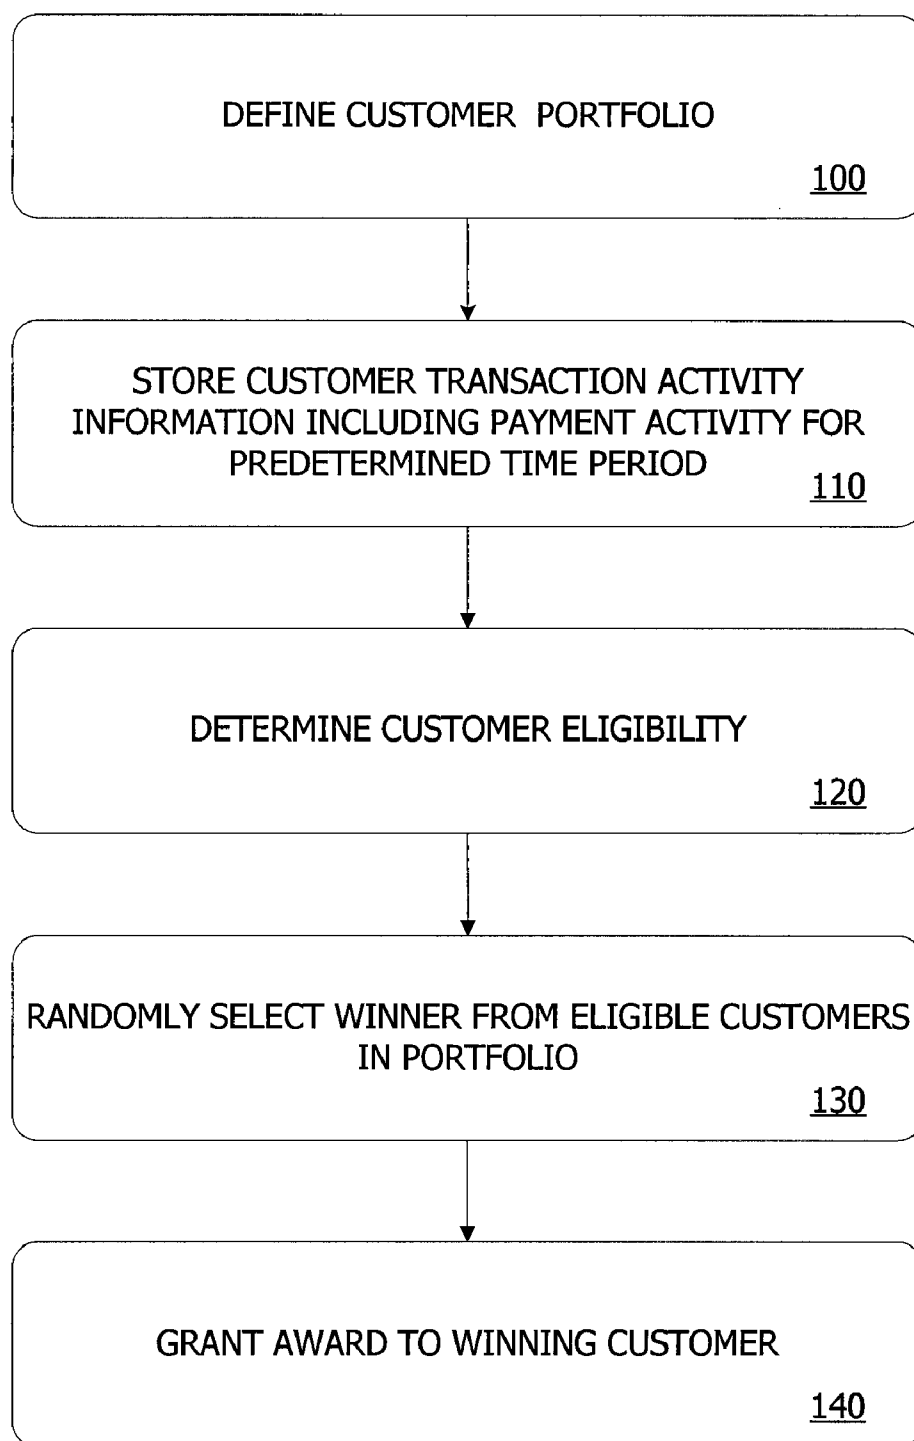 DEFINE CUSTOMER PORTFOLIO
100
STORE CUSTOMER TRANSACTION ACTIVITY
INFORMATION INCLUDING PAYMENT ACTIVITY FOR
PREDETERMINED TIME PERIOD
110
DETERMINE CUSTOMER ELIGIBILITY
120
RANDOMLY SELECT WINNER FROM ELIGIBLE CUSTOMERS
IN PORTFOLIO
130
GRANT AWARD TO WINNING CUSTOMER
140